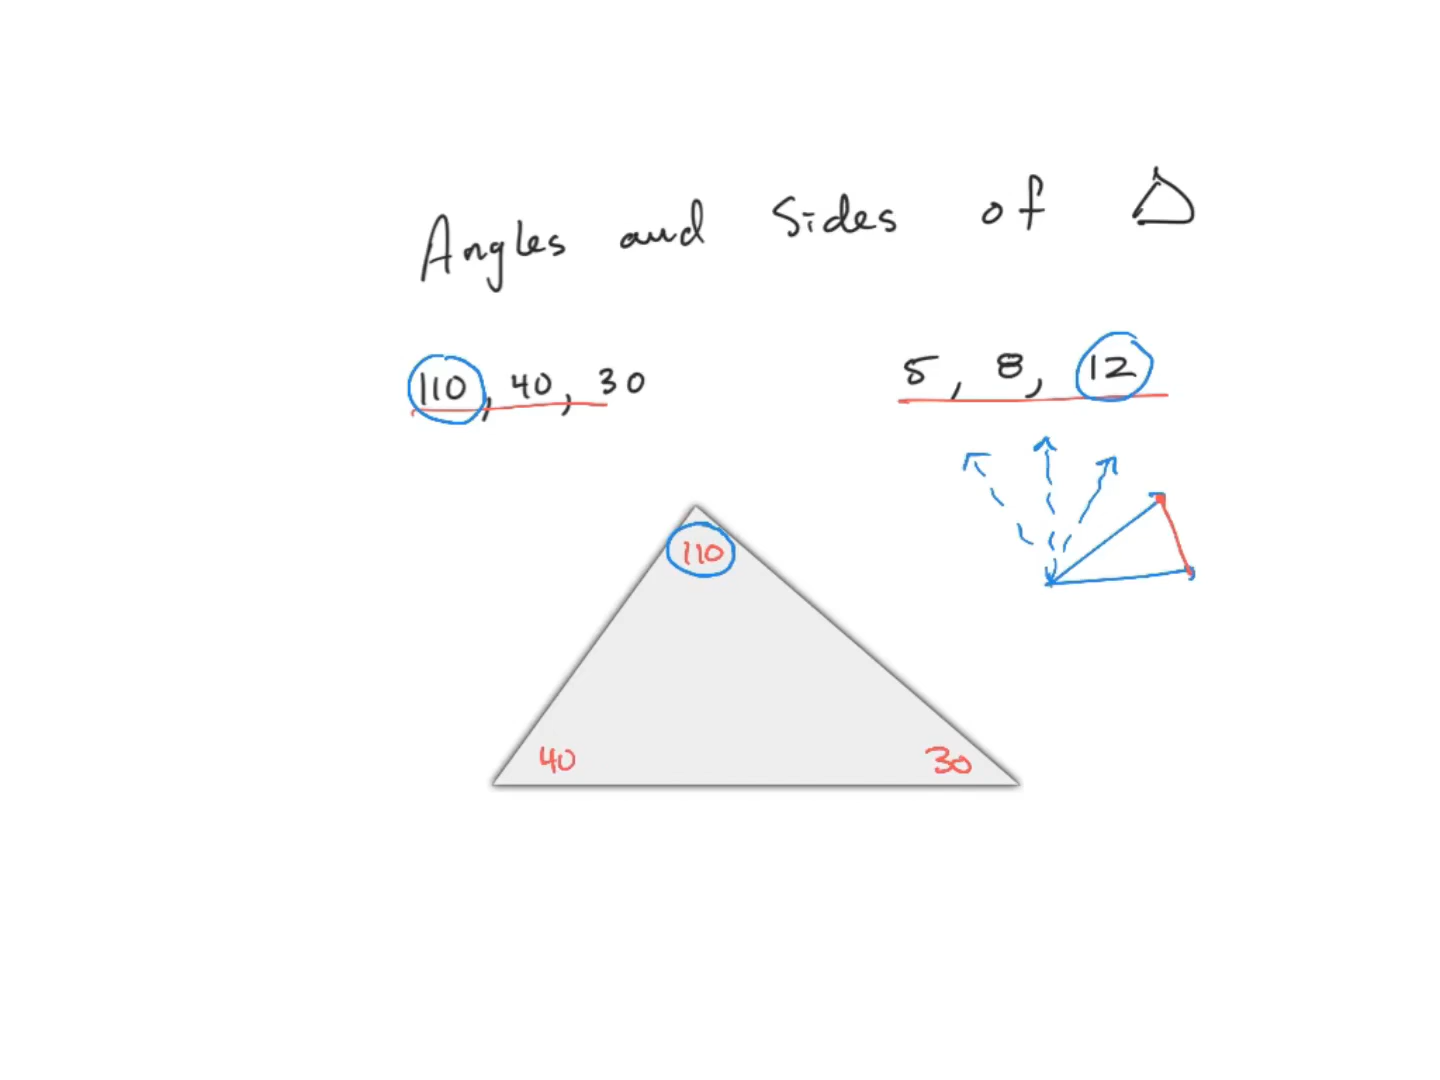 Angles and Sides of Δ
110, 40, 30
5, 8, 12
110
40
30